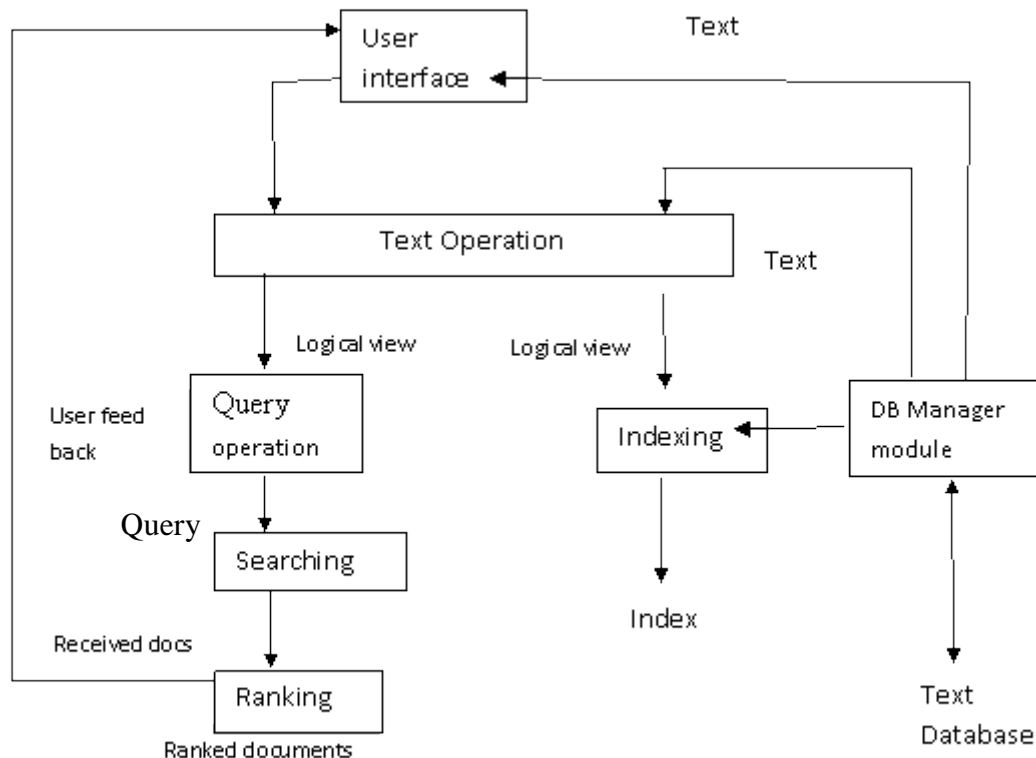 User
interface
Text
Text Operation
Text
Logical view
Logical view
User feed
back
Query
operation
Indexing
DB Manager
module
Query
Searching
Index
Received docs
Ranking
Text
Database
Ranked documents